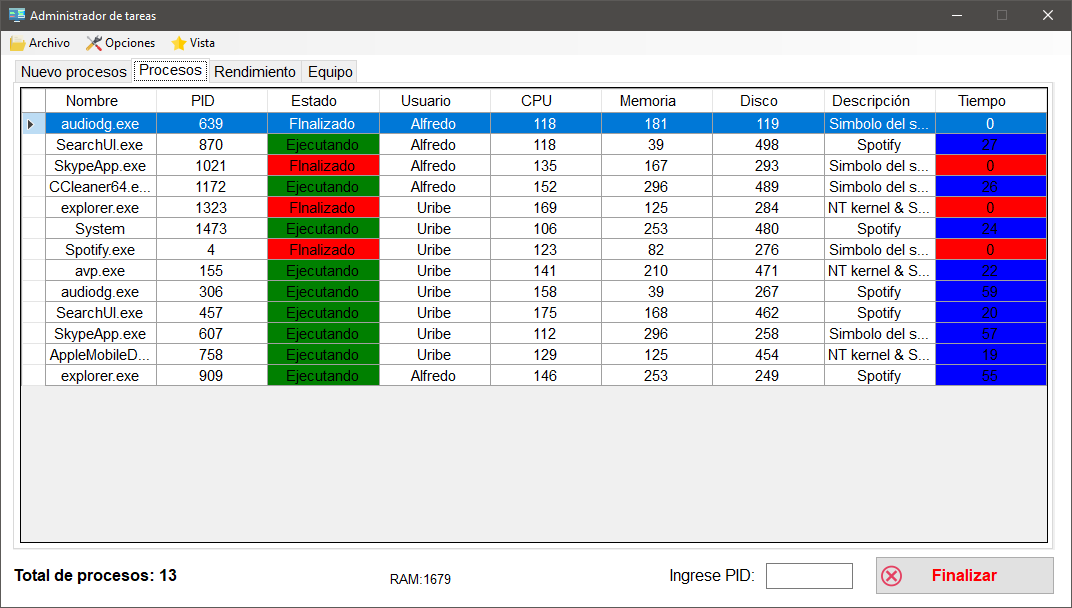 Administrador de tareas
Archivo Opciones Vista
Nuevo procesos Procesos Rendimiento Equipo
Nombre PID Estado Usuario CPU Memoria Disco Descripción Tiempo
audiodg.exe 639 FInalizado Alfredo 118 181 119 Simbolo del s... 0
SearchUI.exe 870 Ejecutando Alfredo 118 39 498 Spotify 27
SkypeApp.exe 1021 FInalizado Alfredo 135 167 293 Simbolo del s... 0
CCleaner64.e... 1172 Ejecutando Alfredo 152 296 489 Simbolo del s... 26
explorer.exe 1323 FInalizado Uribe 169 125 284 NT kernel & S... 0
System 1473 Ejecutando Uribe 106 253 480 Spotify 24
Spotify.exe 4 FInalizado Uribe 123 82 276 Simbolo del s... 0
avp.exe 155 Ejecutando Uribe 141 210 471 NT kernel & S... 22
audiodg.exe 306 Ejecutando Uribe 158 39 267 Spotify 59
SearchUI.exe 457 Ejecutando Uribe 175 168 462 Spotify 20
SkypeApp.exe 607 Ejecutando Uribe 112 296 258 Simbolo del s... 57
AppleMobileD... 758 Ejecutando Uribe 129 125 454 NT kernel & S... 19
explorer.exe 909 Ejecutando Alfredo 146 253 249 Spotify 55
Total de procesos: 13 RAM:1679 Ingrese PID: Finalizar